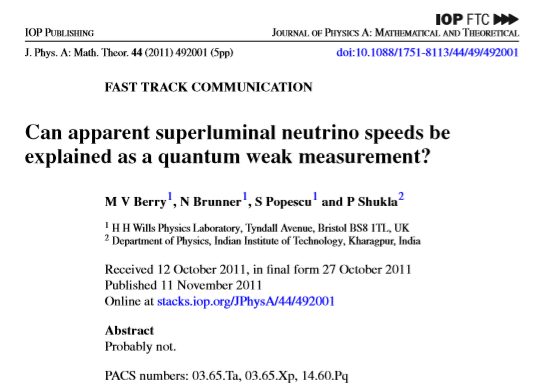 IOP FTC
IOP PUBLISHING
JOURNAL OF PHYSICS A: MATHEMATICAL AND THEORETICAL
J. Phys. A: Math. Theor. 44 (2011) 492001 (5pp)
doi:10.1088/1751-8113/44/49/492001
FAST TRACK COMMUNICATION
Can apparent superluminal neutrino speeds be
explained as a quantum weak measurement?
M V Berry1, N Brunner1, S Popescu1 and P Shukla2
1 H H Wills Physics Laboratory, Tyndall Avenue, Bristol BS8 1TL, UK
2 Department of Physics, Indian Institute of Technology, Kharagpur, India
Received 12 October 2011, in final form 27 October 2011
Published 11 November 2011
Online at stacks.iop.org/JPhysA/44/492001
Abstract
Probably not.
PACS numbers: 03.65.Ta, 03.65.Xp, 14.60.Pq